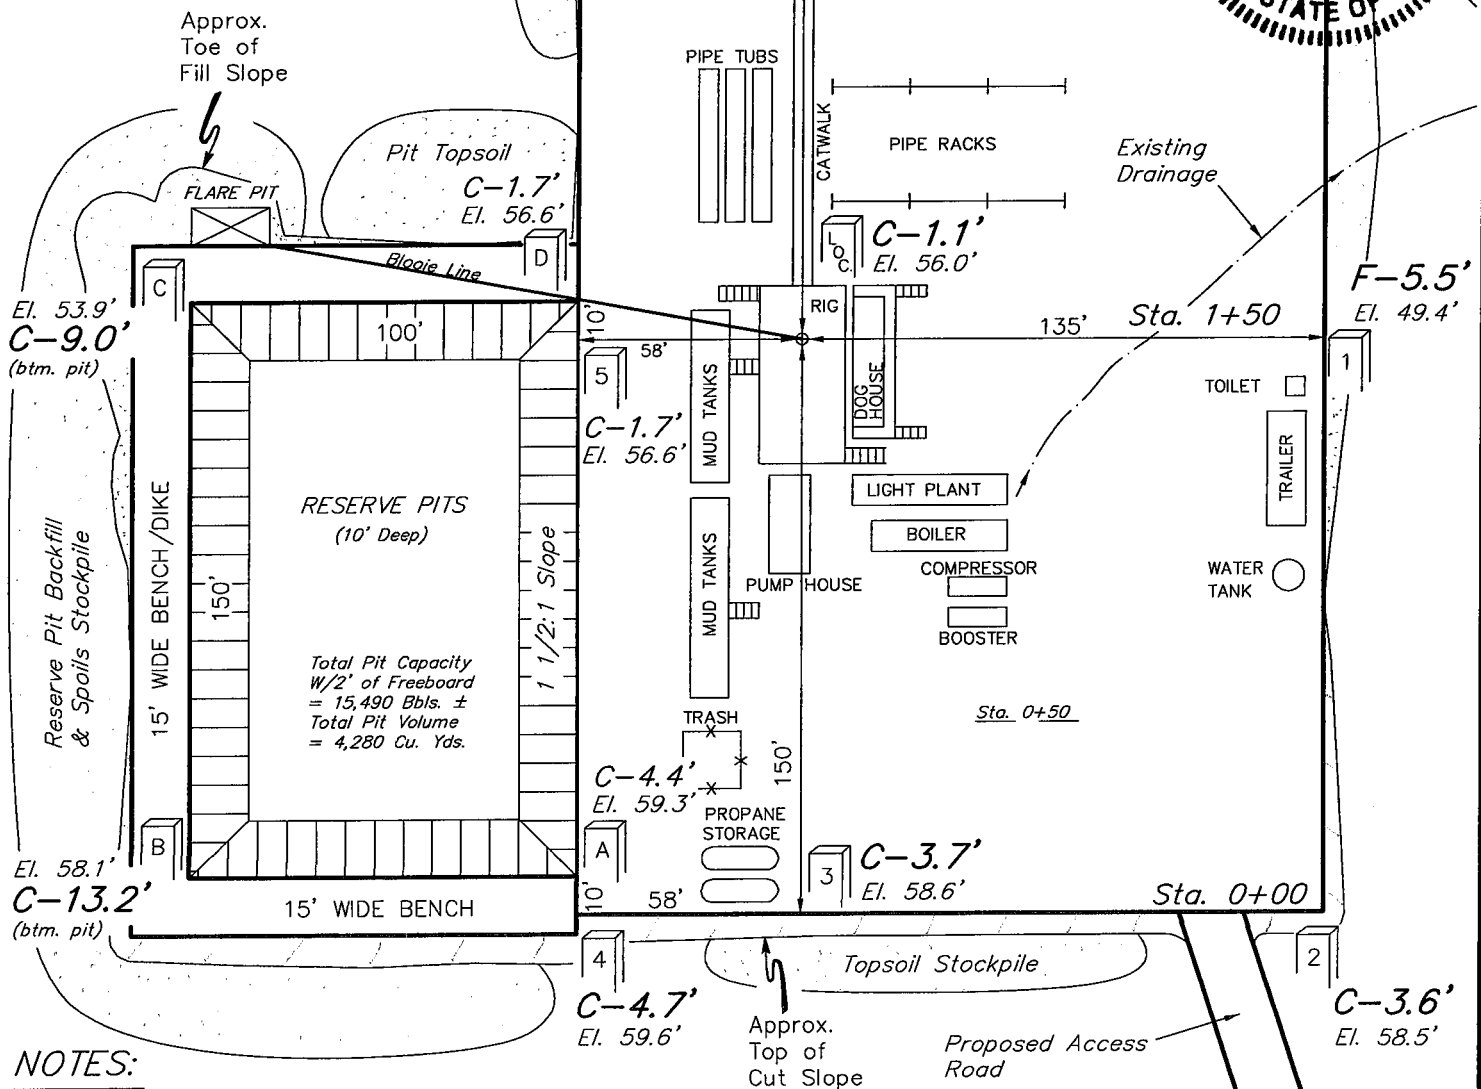 STATE OF
Approx.
Toe of
Fill Slope
PIPE TUBS
CATWALK
PIPE RACKS
Existing
Drainage
Pit Topsoil
FLARE PIT
C-1.7'
El. 56.6'
D
Blooie Line
LOC.
C-1.1'
El. 56.0'
F-5.5'
El. 49.4'
C
El. 53.9'
C-9.0'
(btm. pit)
100'
10'
58'
RIG
135'
Sta. 1+50
1
5
C-1.7'
El. 56.6'
MUD TANKS
DOG
HOUSE
TOILET
TRAILER
LIGHT PLANT
RESERVE PITS
(10' Deep)
BOILER
COMPRESSOR
PUMP HOUSE
WATER
TANK
BOOSTER
MUD TANKS
1 1/2:1 Slope
150'
15' WIDE BENCH/DIKE
Reserve Pit Backfill
& Spoils Stockpile
Total Pit Capacity
W/2' of Freeboard
= 15,490 Bbls. ±
Total Pit Volume
= 4,280 Cu. Yds.
TRASH
Sta. 0+50
150'
C-4.4'
El. 59.3'
PROPANE
STORAGE
B
A
El. 58.1'
C-13.2'
(btm. pit)
3
C-3.7'
El. 58.6'
10'
58'
15' WIDE BENCH
Sta. 0+00
4
Topsoil Stockpile
2
C-4.7'
El. 59.6'
C-3.6'
El. 58.5'
Approx.
Top of
Cut Slope
Proposed Access
Road
NOTES: